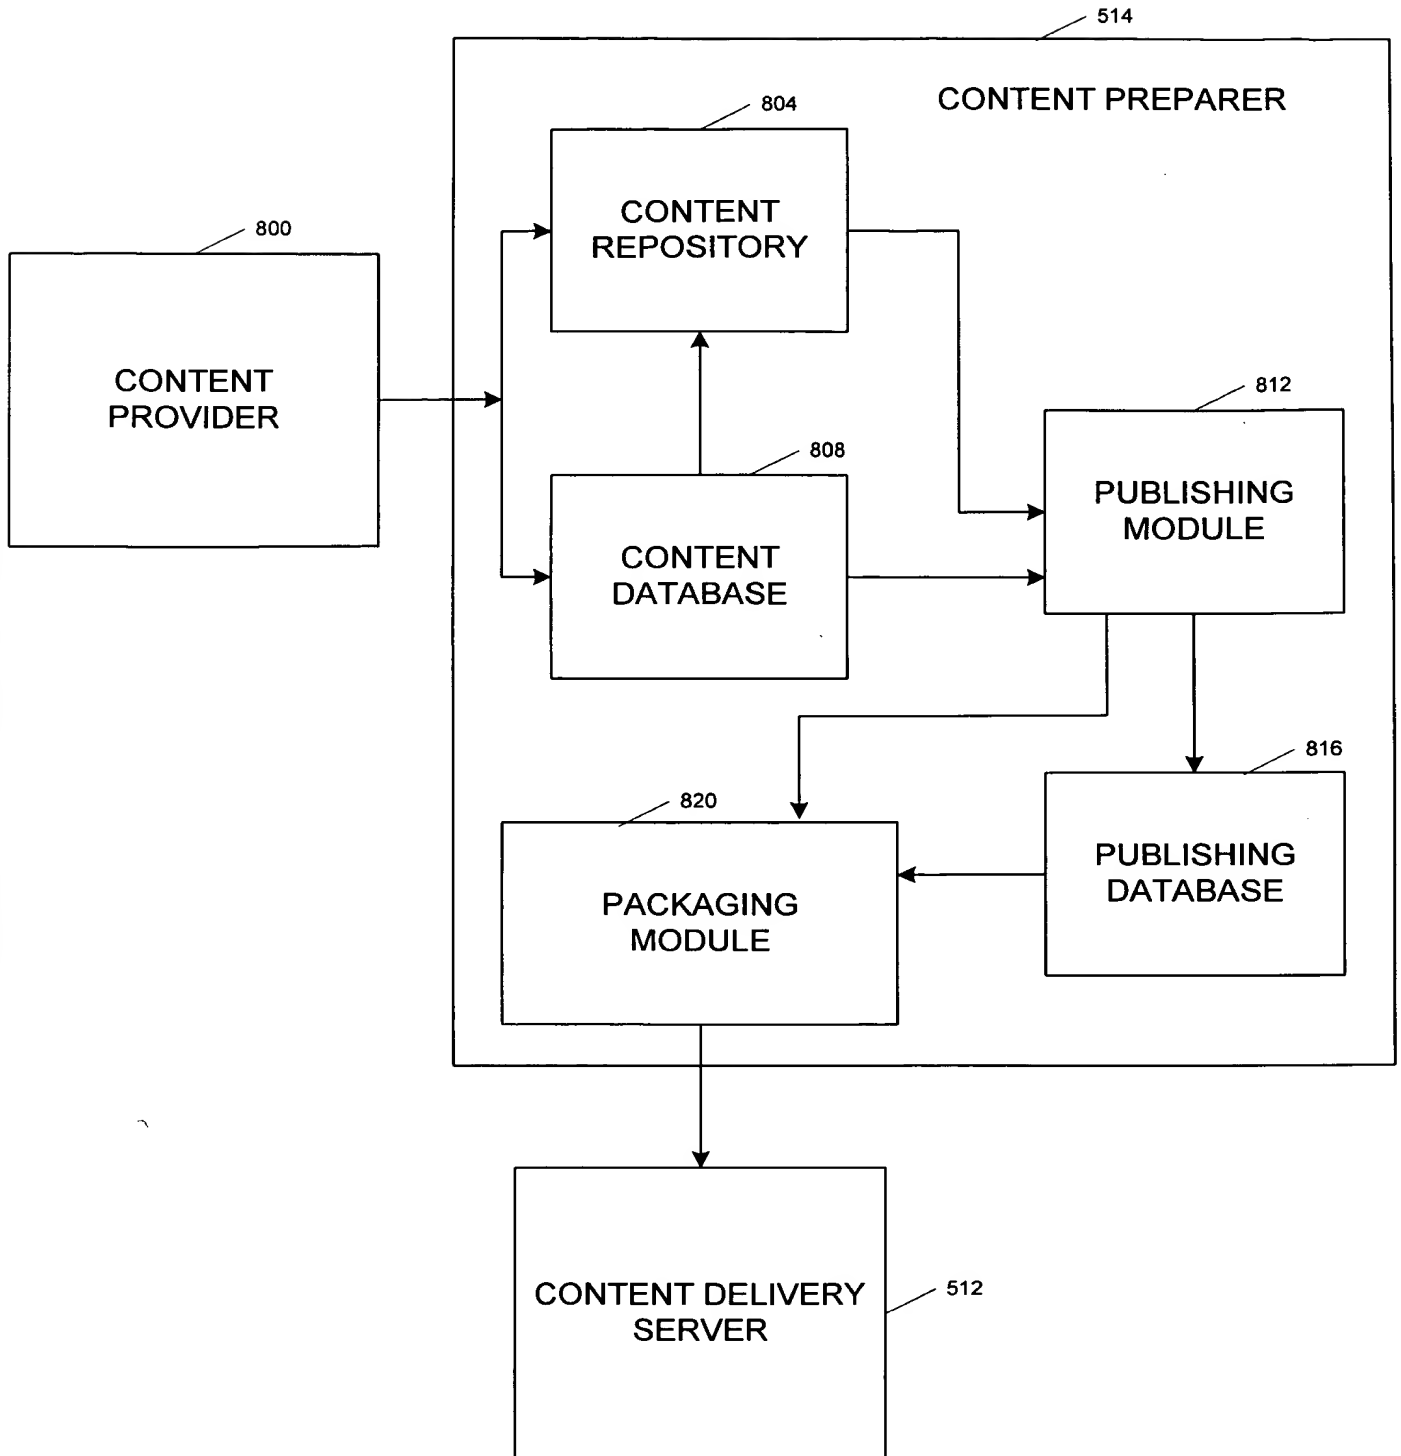 514
CONTENT PREPARER
804
CONTENT
REPOSITORY
800
CONTENT
PROVIDER
812
PUBLISHING
MODULE
808
CONTENT
DATABASE
816
PUBLISHING
DATABASE
820
PACKAGING
MODULE
512
CONTENT DELIVERY
SERVER